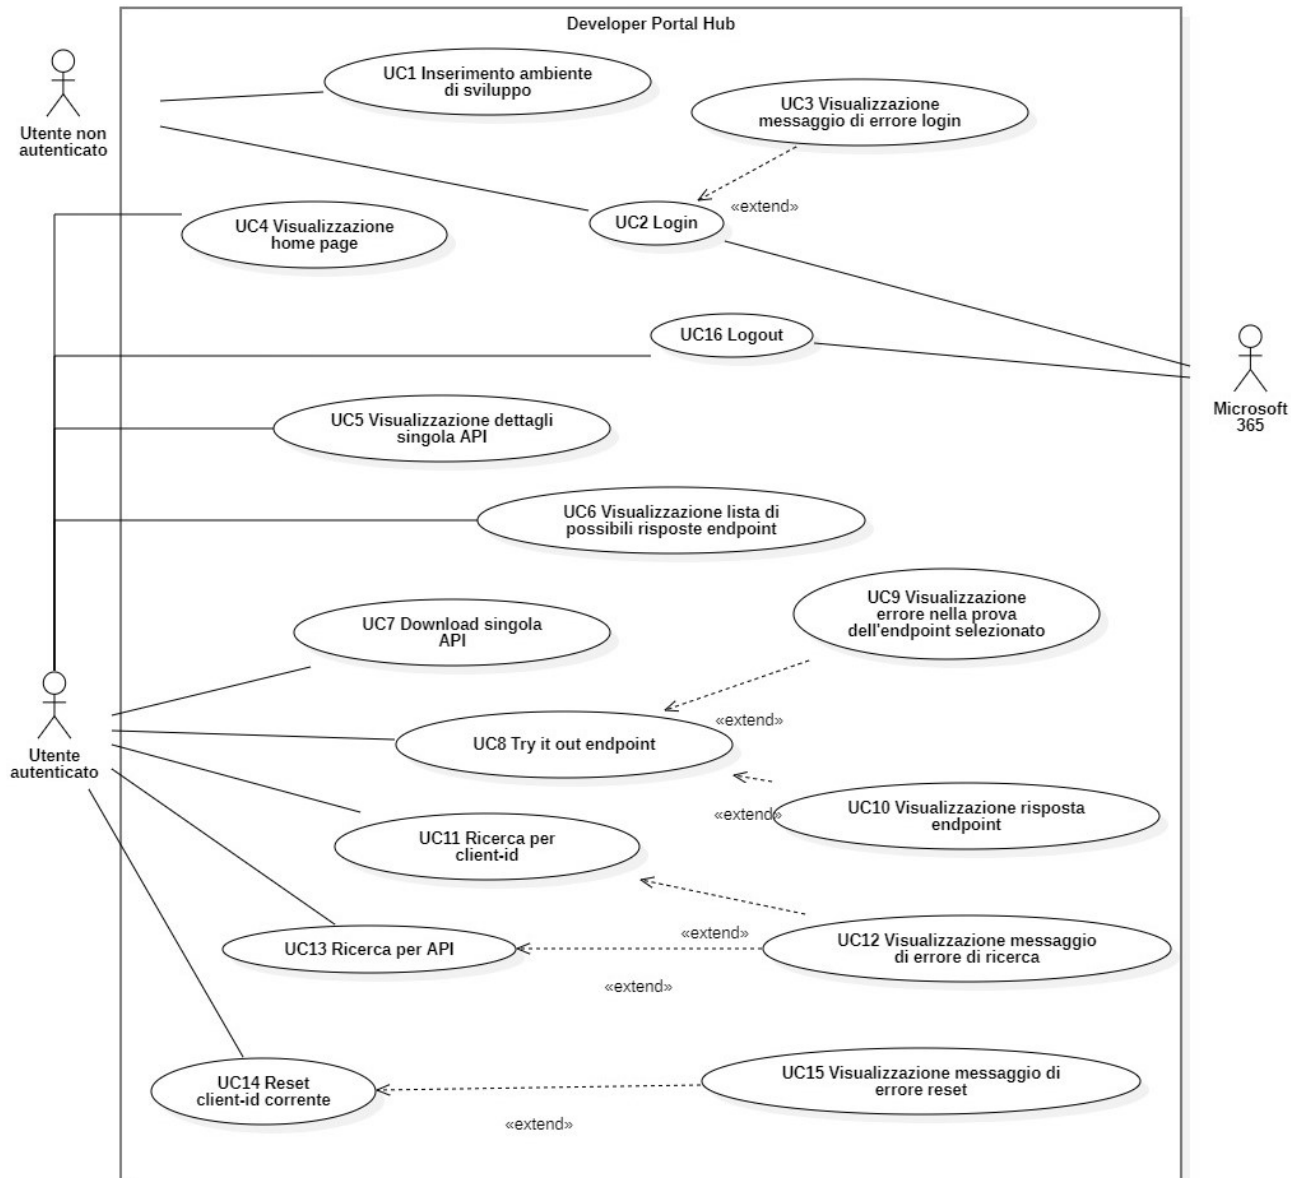 Developer Portal Hub
UC1 Inserimento ambiente
di sviluppo
Utente non
autenticato
UC3 Visualizzazione
messaggio di errore login
«extend»
UC2 Login
UC4 Visualizzazione
home page
UC16 Logout
Microsoft
365
UC5 Visualizzazione dettagli
singola API
UC6 Visualizzazione lista di
possibili risposte endpoint
UC9 Visualizzazione
errore nella prova
dell'endpoint selezionato
UC7 Download singola
API
«extend»
UC8 Try it out endpoint
Utente
autenticato
«extend»
UC10 Visualizzazione risposta
endpoint
UC11 Ricerca per
client-id
«extend»
UC12 Visualizzazione messaggio
di errore di ricerca
UC13 Ricerca per API
«extend»
UC14 Reset
client-id corrente
UC15 Visualizzazione messaggio di
errore reset
«extend»